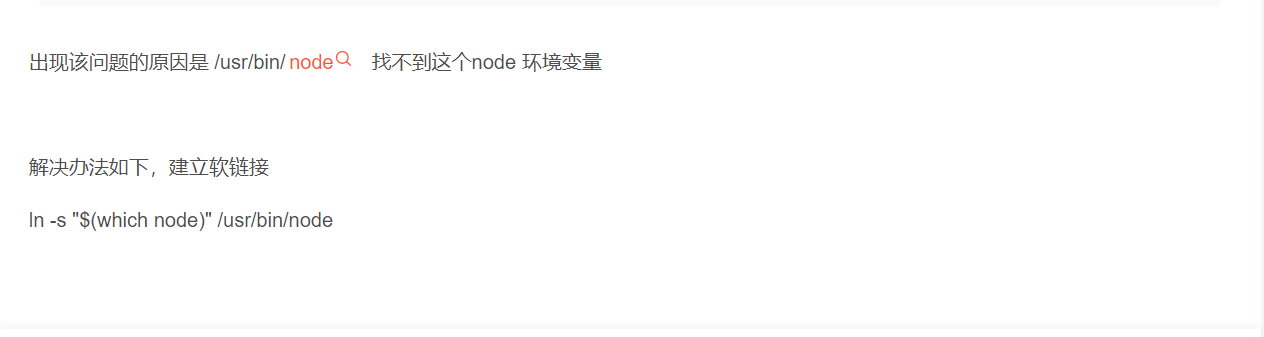 出现该问题的原因是 /usr/bin/ node 找不到这个node 环境变量
解决办法如下，建立软链接
ln -s "$(which node)" /usr/bin/node